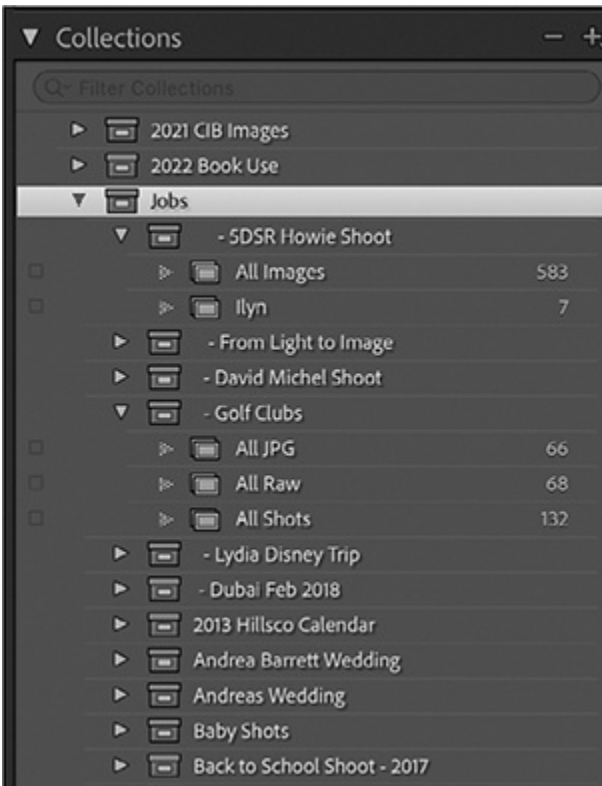 Collections
Filter Collections
2021 CIB Images
2022 Book Use
Jobs
- 5DSR Howie Shoot
All Images 583
Ilyn 7
- From Light to Image
- David Michel Shoot
- Golf Clubs
All JPG 66
All Raw 68
All Shots 132
- Lydia Disney Trip
- Dubai Feb 2018
2013 Hillsco Calendar
Andrea Barrett Wedding
Andreas Wedding
Baby Shots
Back to School Shoot - 2017